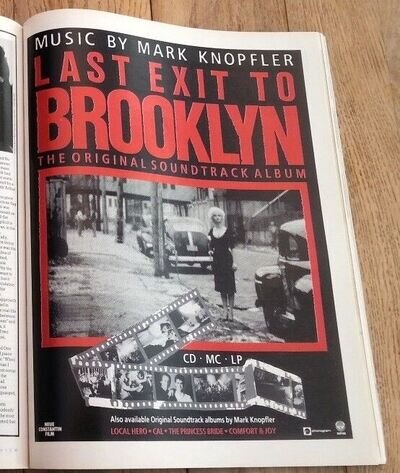 MUSIC BY MARK KNOPFLER
LAST EXIT TO
BROOKLYN
THE ORIGINAL SOUNDTRACK ALBUM
CD · MC · LP
Also available Original Soundtrack albums by Mark Knopfler
LOCAL HERO · CAL · THE PRINCESS BRIDE · COMFORT & JOY
NEUE
CONSTANTIN
FILM
phonogram